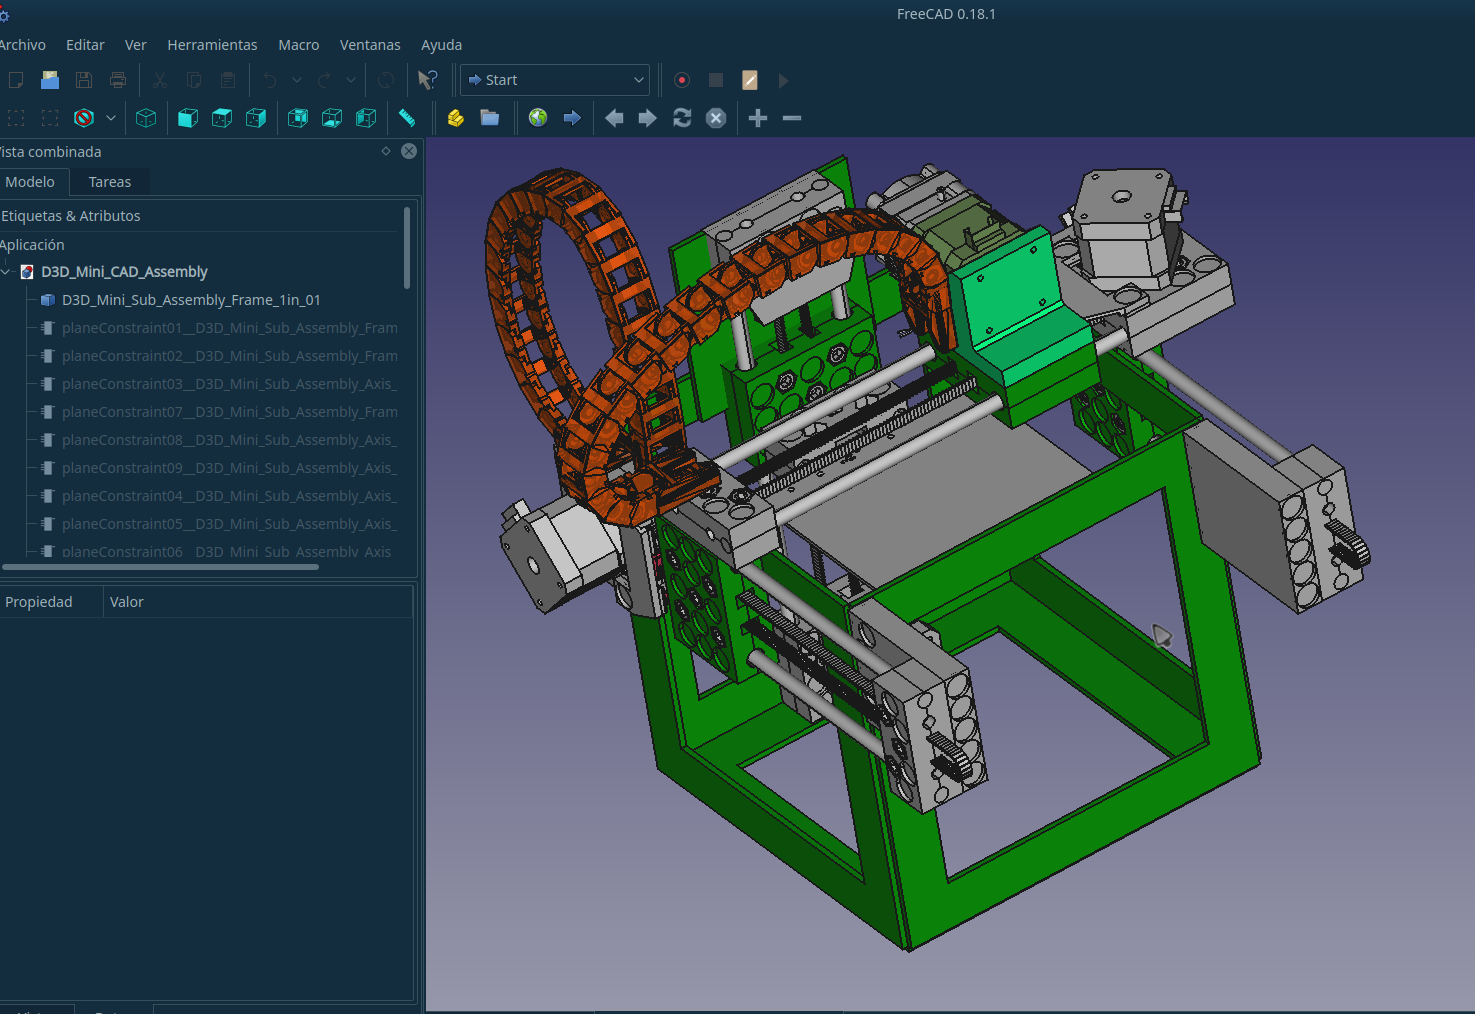 FreeCAD 0.18.1
Archivo Editar Ver Herramientas Macro Ventanas Ayuda
Start
Vista combinada
Modelo Tareas
Etiquetas & Atributos
Aplicación
D3D_Mini_CAD_Assembly
D3D_Mini_Sub_Assembly_Frame_1in_01
planeConstraint01__D3D_Mini_Sub_Assembly_Fram
planeConstraint02__D3D_Mini_Sub_Assembly_Fram
planeConstraint03__D3D_Mini_Sub_Assembly_Axis_
planeConstraint07__D3D_Mini_Sub_Assembly_Fram
planeConstraint08__D3D_Mini_Sub_Assembly_Axis_
planeConstraint09__D3D_Mini_Sub_Assembly_Axis_
planeConstraint04__D3D_Mini_Sub_Assembly_Axis_
planeConstraint05__D3D_Mini_Sub_Assembly_Axis_
planeConstraint06__D3D_Mini_Sub_Assembly_Axis_
Propiedad Valor